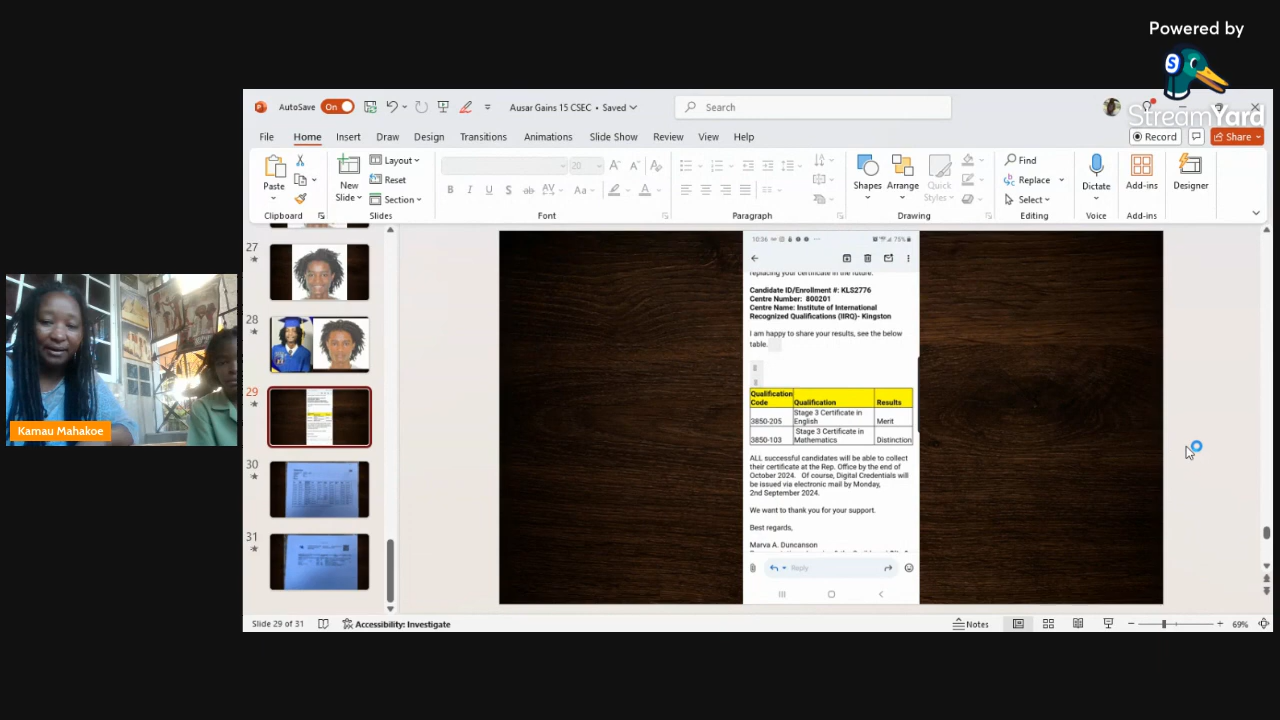 Powered by
S
StreamYard
AutoSave On
Ausar Gains 15 CSEC • Saved
Search
File Home Insert Draw Design Transitions Animations Slide Show Review View Help
Record
Share
Paste
New
Slide
Layout
Reset
Section
20
B I U S ab AV Aa A
Shapes
Arrange
Quick
Styles
Find
Replace
Select
Dictate
Add-ins
Designer
Clipboard
Slides
Font
Paragraph
Drawing
Editing
Voice
Add-ins
27
28
29
30
31
Kamau Mahakoe
10:36
75%
replacing your certificate in the future.
Candidate ID/Enrollment #: KLS2776
Centre Number: 800201
Centre Name: Institute of International
Recognized Qualifications (IIRQ)- Kingston
I am happy to share your results, see the below
table.
Qualification
Code Qualification Results
Stage 3 Certificate in
3850-205 English Merit
Stage 3 Certificate in
3850-103 Mathematics Distinction
ALL successful candidates will be able to collect
their certificate at the Rep. Office by the end of
October 2024. Of course, Digital Credentials will
be issued via electronic mail by Monday,
2nd September 2024.
We want to thank you for your support.
Best regards,
Marva A. Duncanson
Reply
Slide 29 of 31
Accessibility: Investigate
Notes
69%